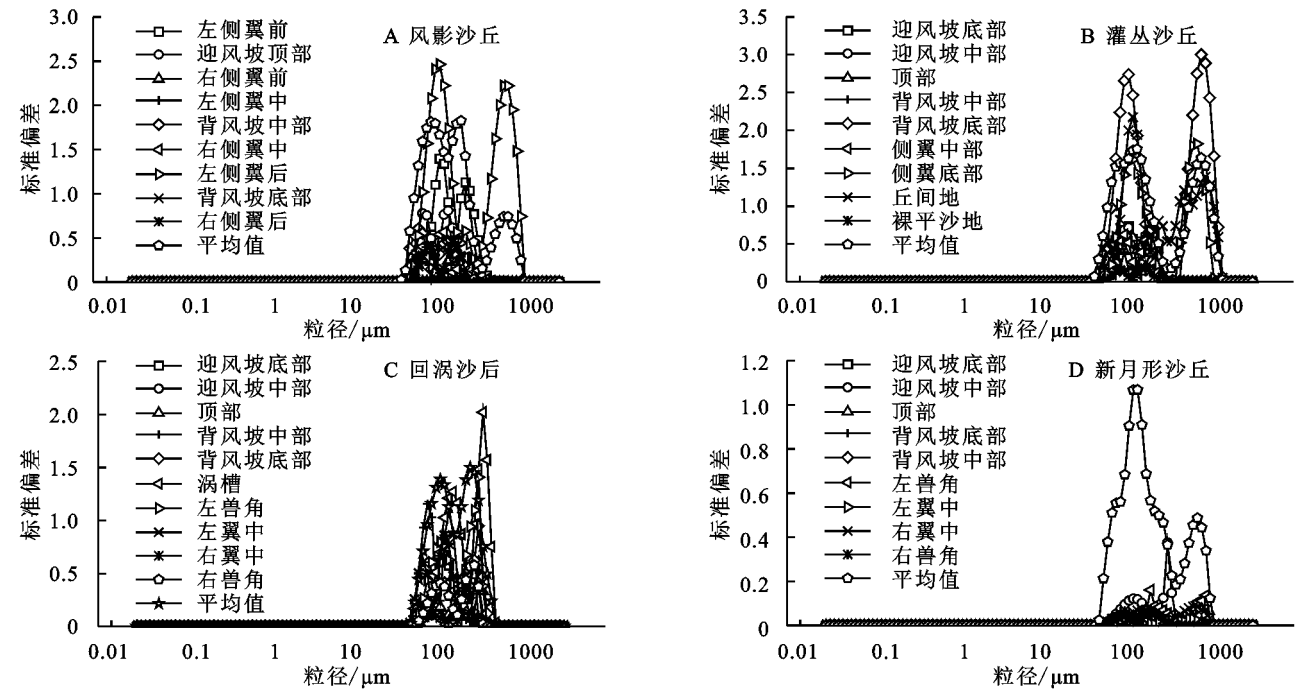 A 风影沙丘
标准偏差
3.0
2.5
2.0
1.5
1.0
0.5
0
左侧翼前
迎风坡顶部
右侧翼前
左侧翼中
背风坡中部
右侧翼中
左侧翼后
背风坡底部
右侧翼后
平均值
0.01 0.1 1 10 100 1000
粒径/μm
B 灌丛沙丘
标准偏差
3.5
3.0
2.5
2.0
1.5
1.0
0.5
0
迎风坡底部
迎风坡中部
顶部
背风坡中部
背风坡底部
侧翼中部
侧翼底部
丘间地
裸平沙地
平均值
0.01 0.1 1 10 100 1000
粒径/μm
C 回涡沙后
标准偏差
2.5
2.0
1.5
1.0
0.5
0
迎风坡底部
迎风坡中部
顶部
背风坡中部
背风坡底部
涡槽
左兽角
左翼中
右翼中
右兽角
平均值
0.01 0.1 1 10 100 1000
粒径/μm
D 新月形沙丘
标准偏差
1.2
1.0
0.8
0.6
0.4
0.2
0
迎风坡底部
迎风坡中部
顶部
背风坡底部
背风坡中部
左兽角
左翼中
右翼中
右兽角
平均值
0.01 0.1 1 10 100 1000
粒径/μm